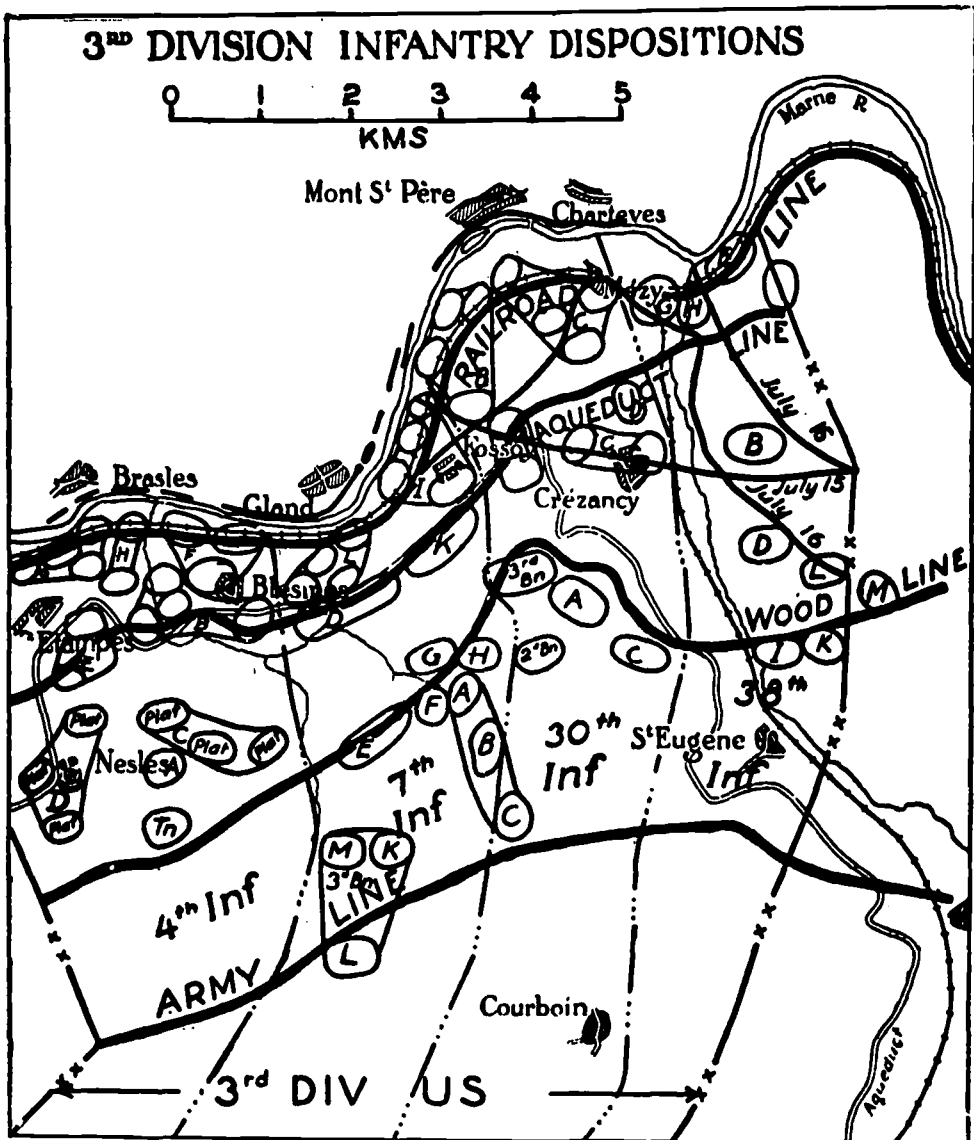 3RD DIVISION INFANTRY DISPOSITIONS
0 1 2 3 4 5
KMS
Marne R
Mont St Père
Charteves
LINE
RAILROAD
C
G H
LINE
July 15
AQUEDUCT
B
Fossoy
G
Crézancy
July 15
July 16
Brasles
Gland
I
K
H
F
Blesmes
B
Etampes
D
L
M LINE
WOOD
3rd Bn
A
G H 2d Bn C I K
38th
F A
Plat Plat
C Plat Plat
E
B
30th
Inf
St Eugene
Inf
Nesles A
Plat
D
Plat
Tn
7th
Inf
C
M K
3d Bn
LINE
L
4th Inf
ARMY
Courboin
Aqueduct
3rd DIV US